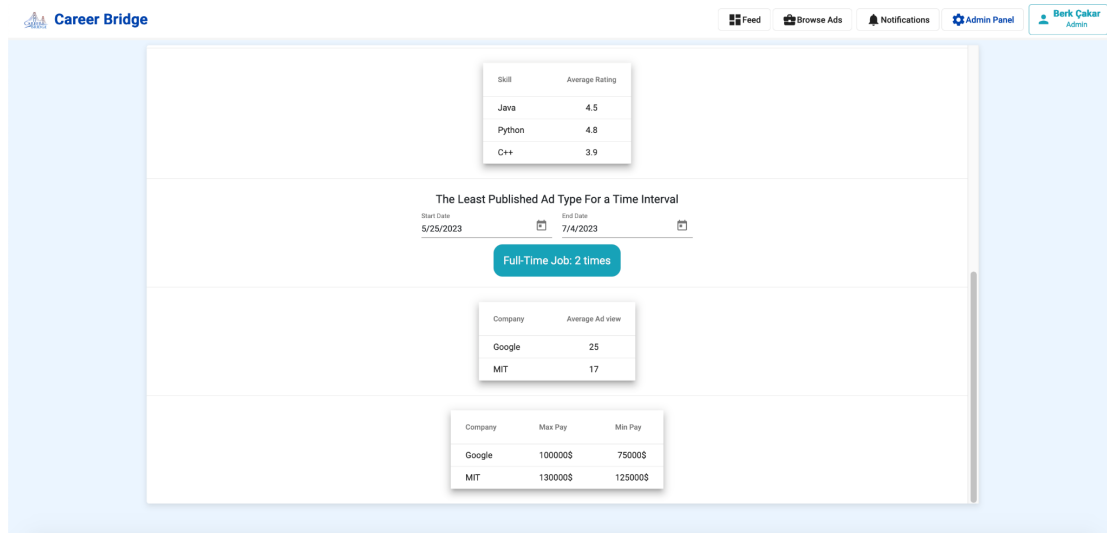 Career Bridge
Feed
Browse Ads
Notifications
Admin Panel
Berk Çakar
Admin
Skill Average Rating
Java 4.5
Python 4.8
C++ 3.9
The Least Published Ad Type For a Time Interval
Start Date End Date
5/25/2023 7/4/2023
Full-Time Job: 2 times
Company Average Ad view
Google 25
MIT 17
Company Max Pay Min Pay
Google 100000$ 75000$
MIT 130000$ 125000$